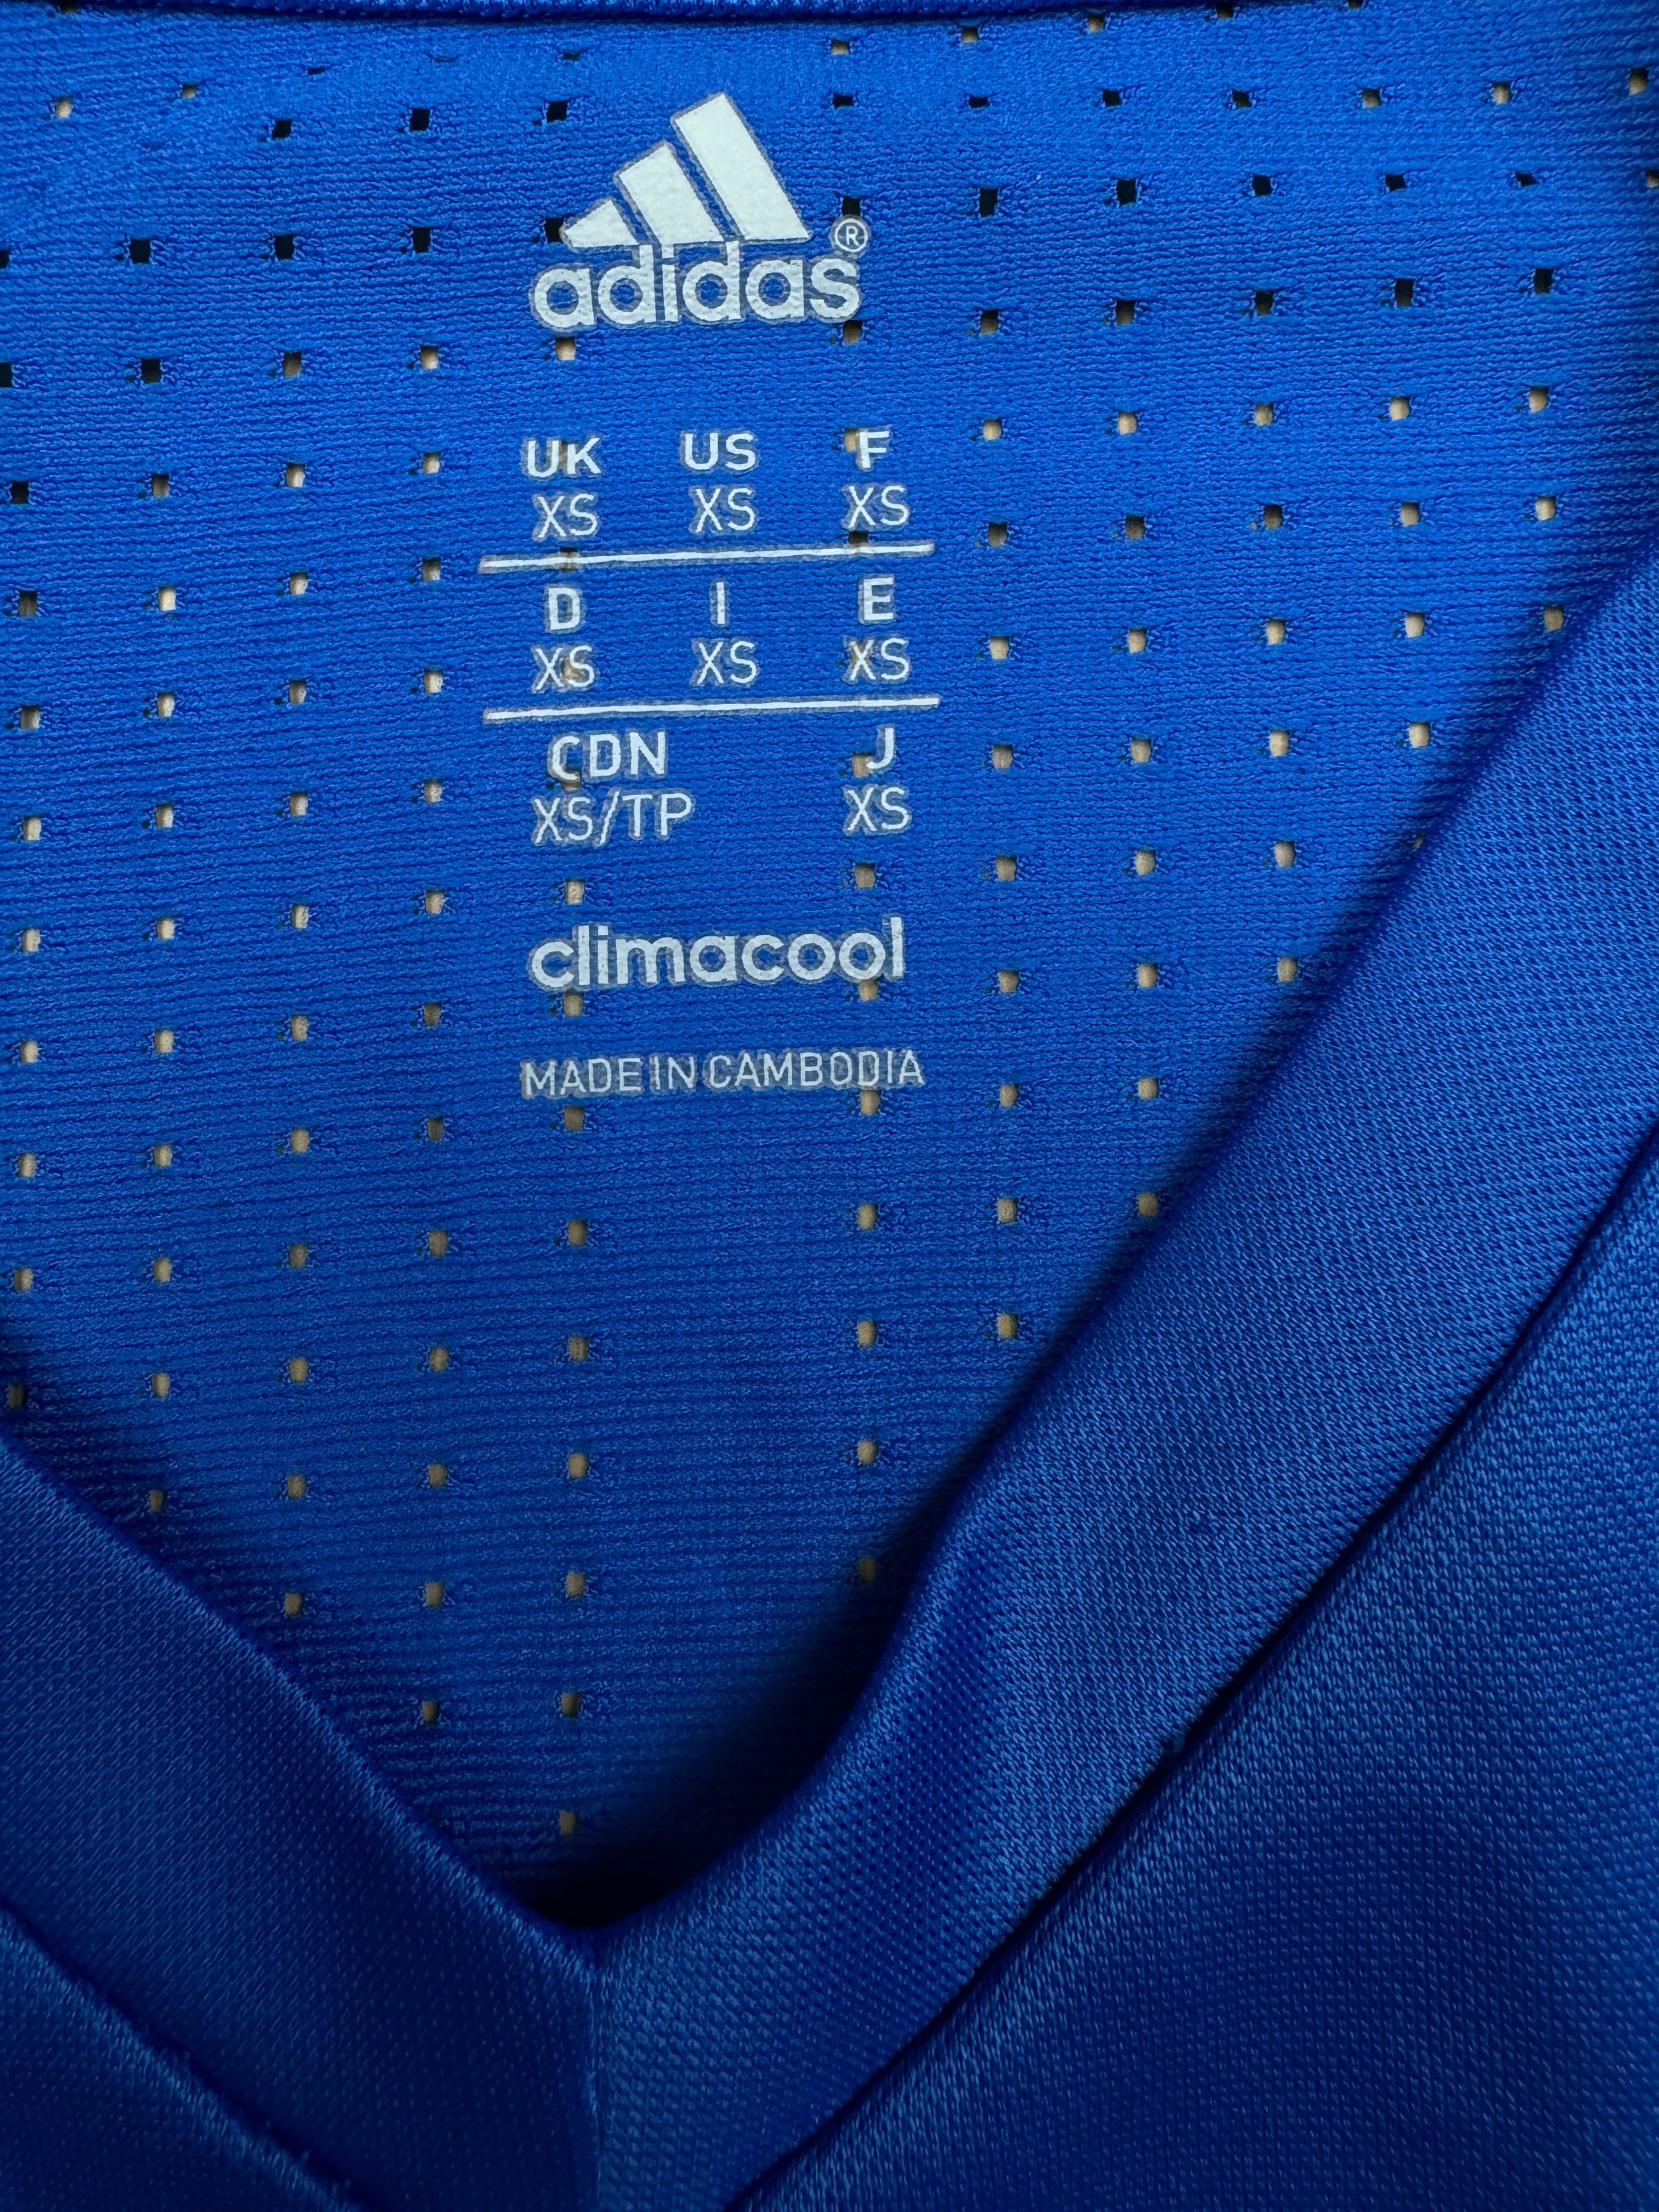 adidas®
UK US F
XS XS XS
D I E
XS XS XS
CDN J
XS/TP XS
climacool
MADE IN CAMBODIA